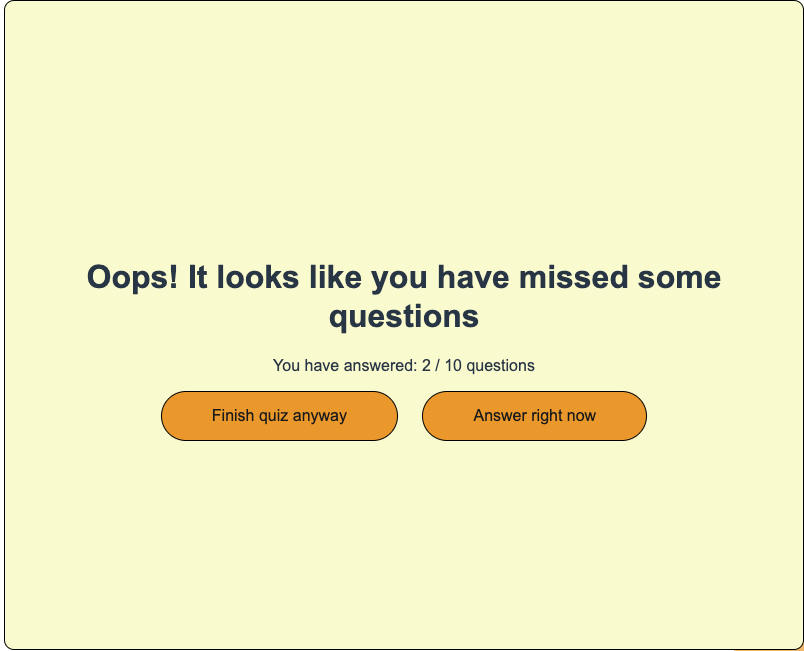 Oops! It looks like you have missed some
questions
You have answered: 2 / 10 questions
Finish quiz anyway
Answer right now